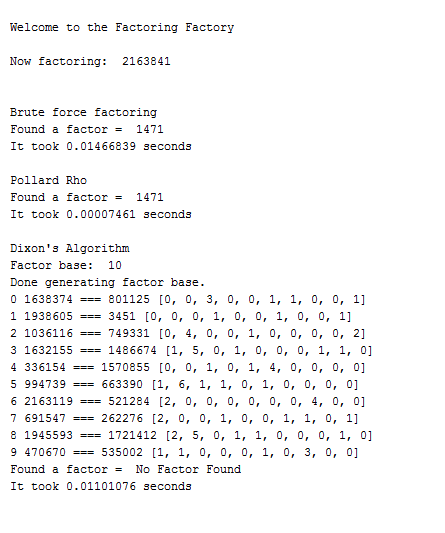 Welcome to the Factoring Factory
Now factoring:  2163841
Brute force factoring
Found a factor =  1471
It took 0.01466839 seconds
Pollard Rho
Found a factor =  1471
It took 0.00007461 seconds
Dixon's Algorithm
Factor base:  10
Done generating factor base.
0 1638374 === 801125 [0, 0, 3, 0, 0, 1, 1, 0, 0, 1]
1 1938605 === 3451 [0, 0, 0, 1, 0, 0, 1, 0, 0, 1]
2 1036116 === 749331 [0, 4, 0, 0, 1, 0, 0, 0, 0, 2]
3 1632155 === 1486674 [1, 5, 0, 1, 0, 0, 0, 1, 1, 0]
4 336154 === 1570855 [0, 0, 1, 0, 1, 4, 0, 0, 0, 0]
5 994739 === 663390 [1, 6, 1, 1, 0, 1, 0, 0, 0, 0]
6 2163119 === 521284 [2, 0, 0, 0, 0, 0, 0, 4, 0, 0]
7 691547 === 262276 [2, 0, 0, 1, 0, 0, 1, 1, 0, 1]
8 1945593 === 1721412 [2, 5, 0, 1, 1, 0, 0, 0, 1, 0]
9 470670 === 535002 [1, 1, 0, 0, 0, 1, 0, 3, 0, 0]
Found a factor =  No Factor Found
It took 0.01101076 seconds